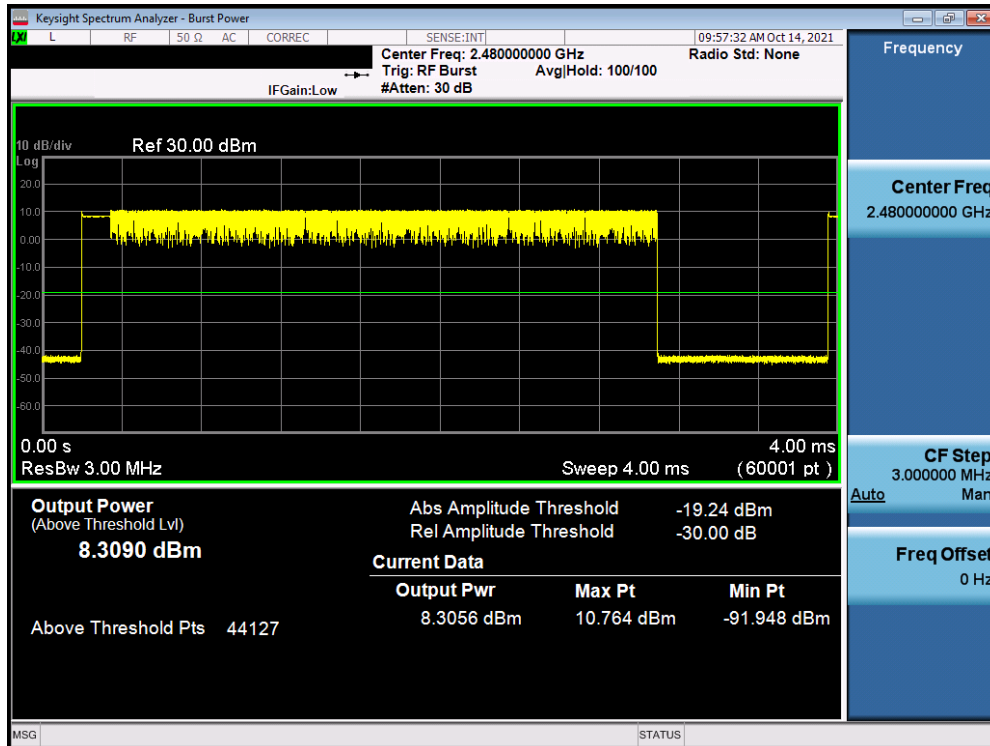 Keysight Spectrum Analyzer - Burst Power
LXI L RF 50 Ω AC CORREC SENSE:INT 09:57:32 AM Oct 14, 2021
Center Freq: 2.480000000 GHz Radio Std: None
Trig: RF Burst Avg|Hold: 100/100
IFGain:Low #Atten: 30 dB
Frequency
10 dB/div Ref 30.00 dBm
Log
20.0
10.0
0.00
-10.0
-20.0
-30.0
-40.0
-50.0
-60.0
0.00 s 4.00 ms
ResBw 3.00 MHz Sweep 4.00 ms (60001 pt)
Center Freq
2.480000000 GHz
CF Step
3.000000 MHz
Auto Man
Freq Offset
0 Hz
Output Power
(Above Threshold Lvl)
8.3090 dBm
Above Threshold Pts 44127
Abs Amplitude Threshold -19.24 dBm
Rel Amplitude Threshold -30.00 dB
Current Data
Output Pwr Max Pt Min Pt
8.3056 dBm 10.764 dBm -91.948 dBm
MSG STATUS